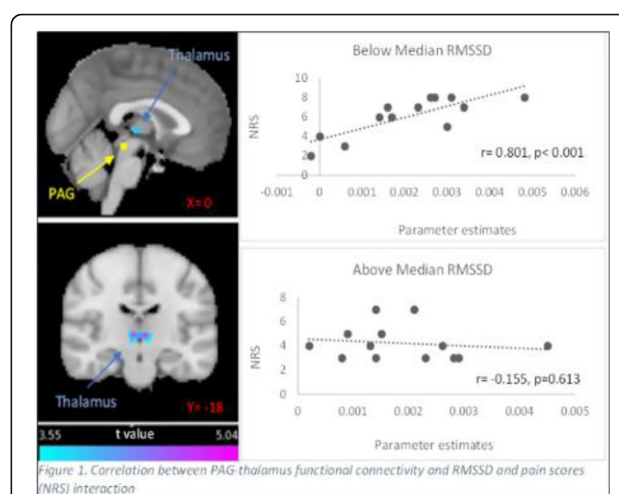 Thalamus
PAG
X= 0
Thalamus
Y= -18
3.55 t value 5.04
Below Median RMSSD
NRS
10
8
6
4
2
0
-0.001 0 0.001 0.002 0.003 0.004 0.005 0.006
r= 0.801, p< 0.001
Parameter estimates
Above Median RMSSD
NRS
8
6
4
2
0
0 0.001 0.002 0.003 0.004 0.005
r= -0.155, p=0.613
Parameter estimates
Figure 1. Correlation between PAG-thalamus functional connectivity and RMSSD and pain scores
(NRS) interaction